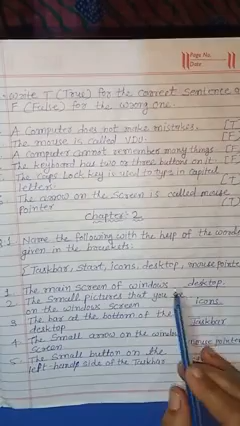 Page No.
Date
Write T (True) for the correct Sentence &
F (False) for the wrong one.
A Computer does not make mistakes. [T
The mouse is called VDU. [F
A computer cannot remember many things [F
The keyboard has two or three buttons on it. [F
The caps Lock key is used to type in capital
letters. (T
The arrow on the Screen is called mouse
pointer (T)
Chapter:- 2
Name the following with the help of the words
given in the brackets:
[Taskbar, start, icons, desktop, mouse pointer
1 The main screen of windows. desktop.
2 The Small pictures that you see
on the windows screen icons.
3 The bar at the bottom of the
desktop Taskbar
4. The Small arrow on the window
Screen mouse pointer
5. The Small button on the
left-hand side of the Taskbar